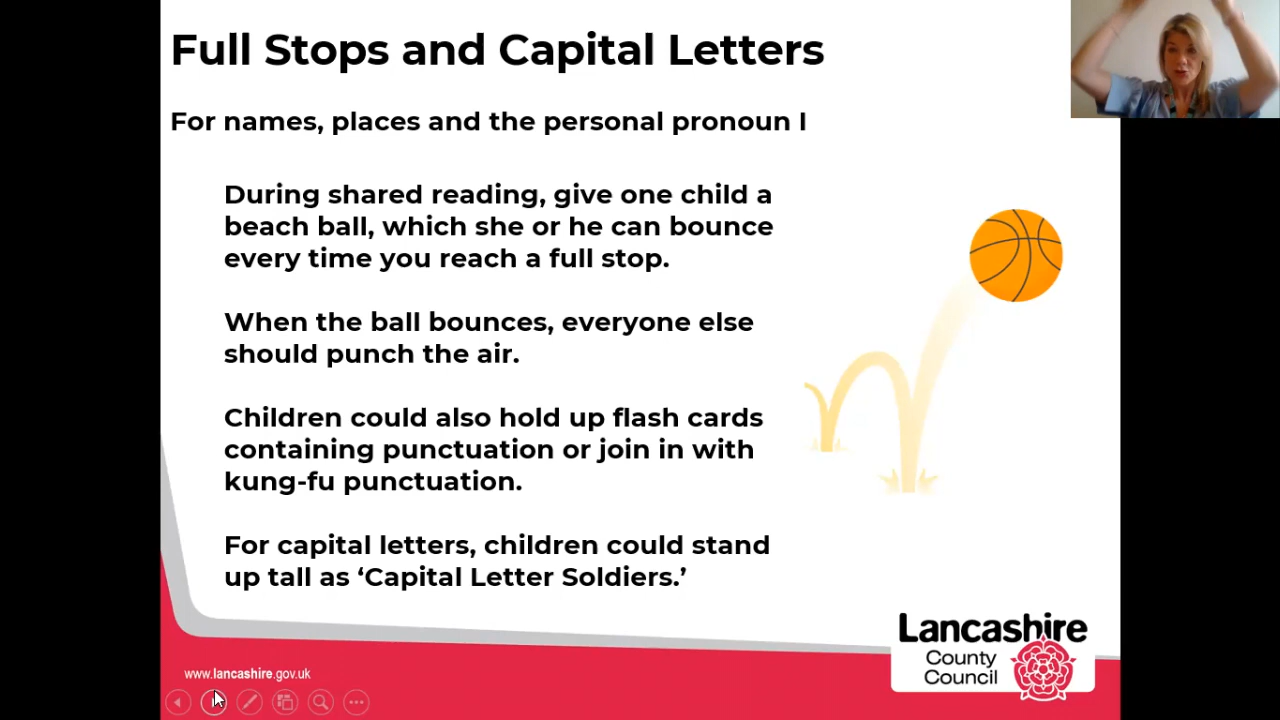 Full Stops and Capital Letters
For names, places and the personal pronoun I
During shared reading, give one child a
beach ball, which she or he can bounce
every time you reach a full stop.
When the ball bounces, everyone else
should punch the air.
Children could also hold up flash cards
containing punctuation or join in with
kung-fu punctuation.
For capital letters, children could stand
up tall as ‘Capital Letter Soldiers.’
www.lancashire.gov.uk
Lancashire
County
Council